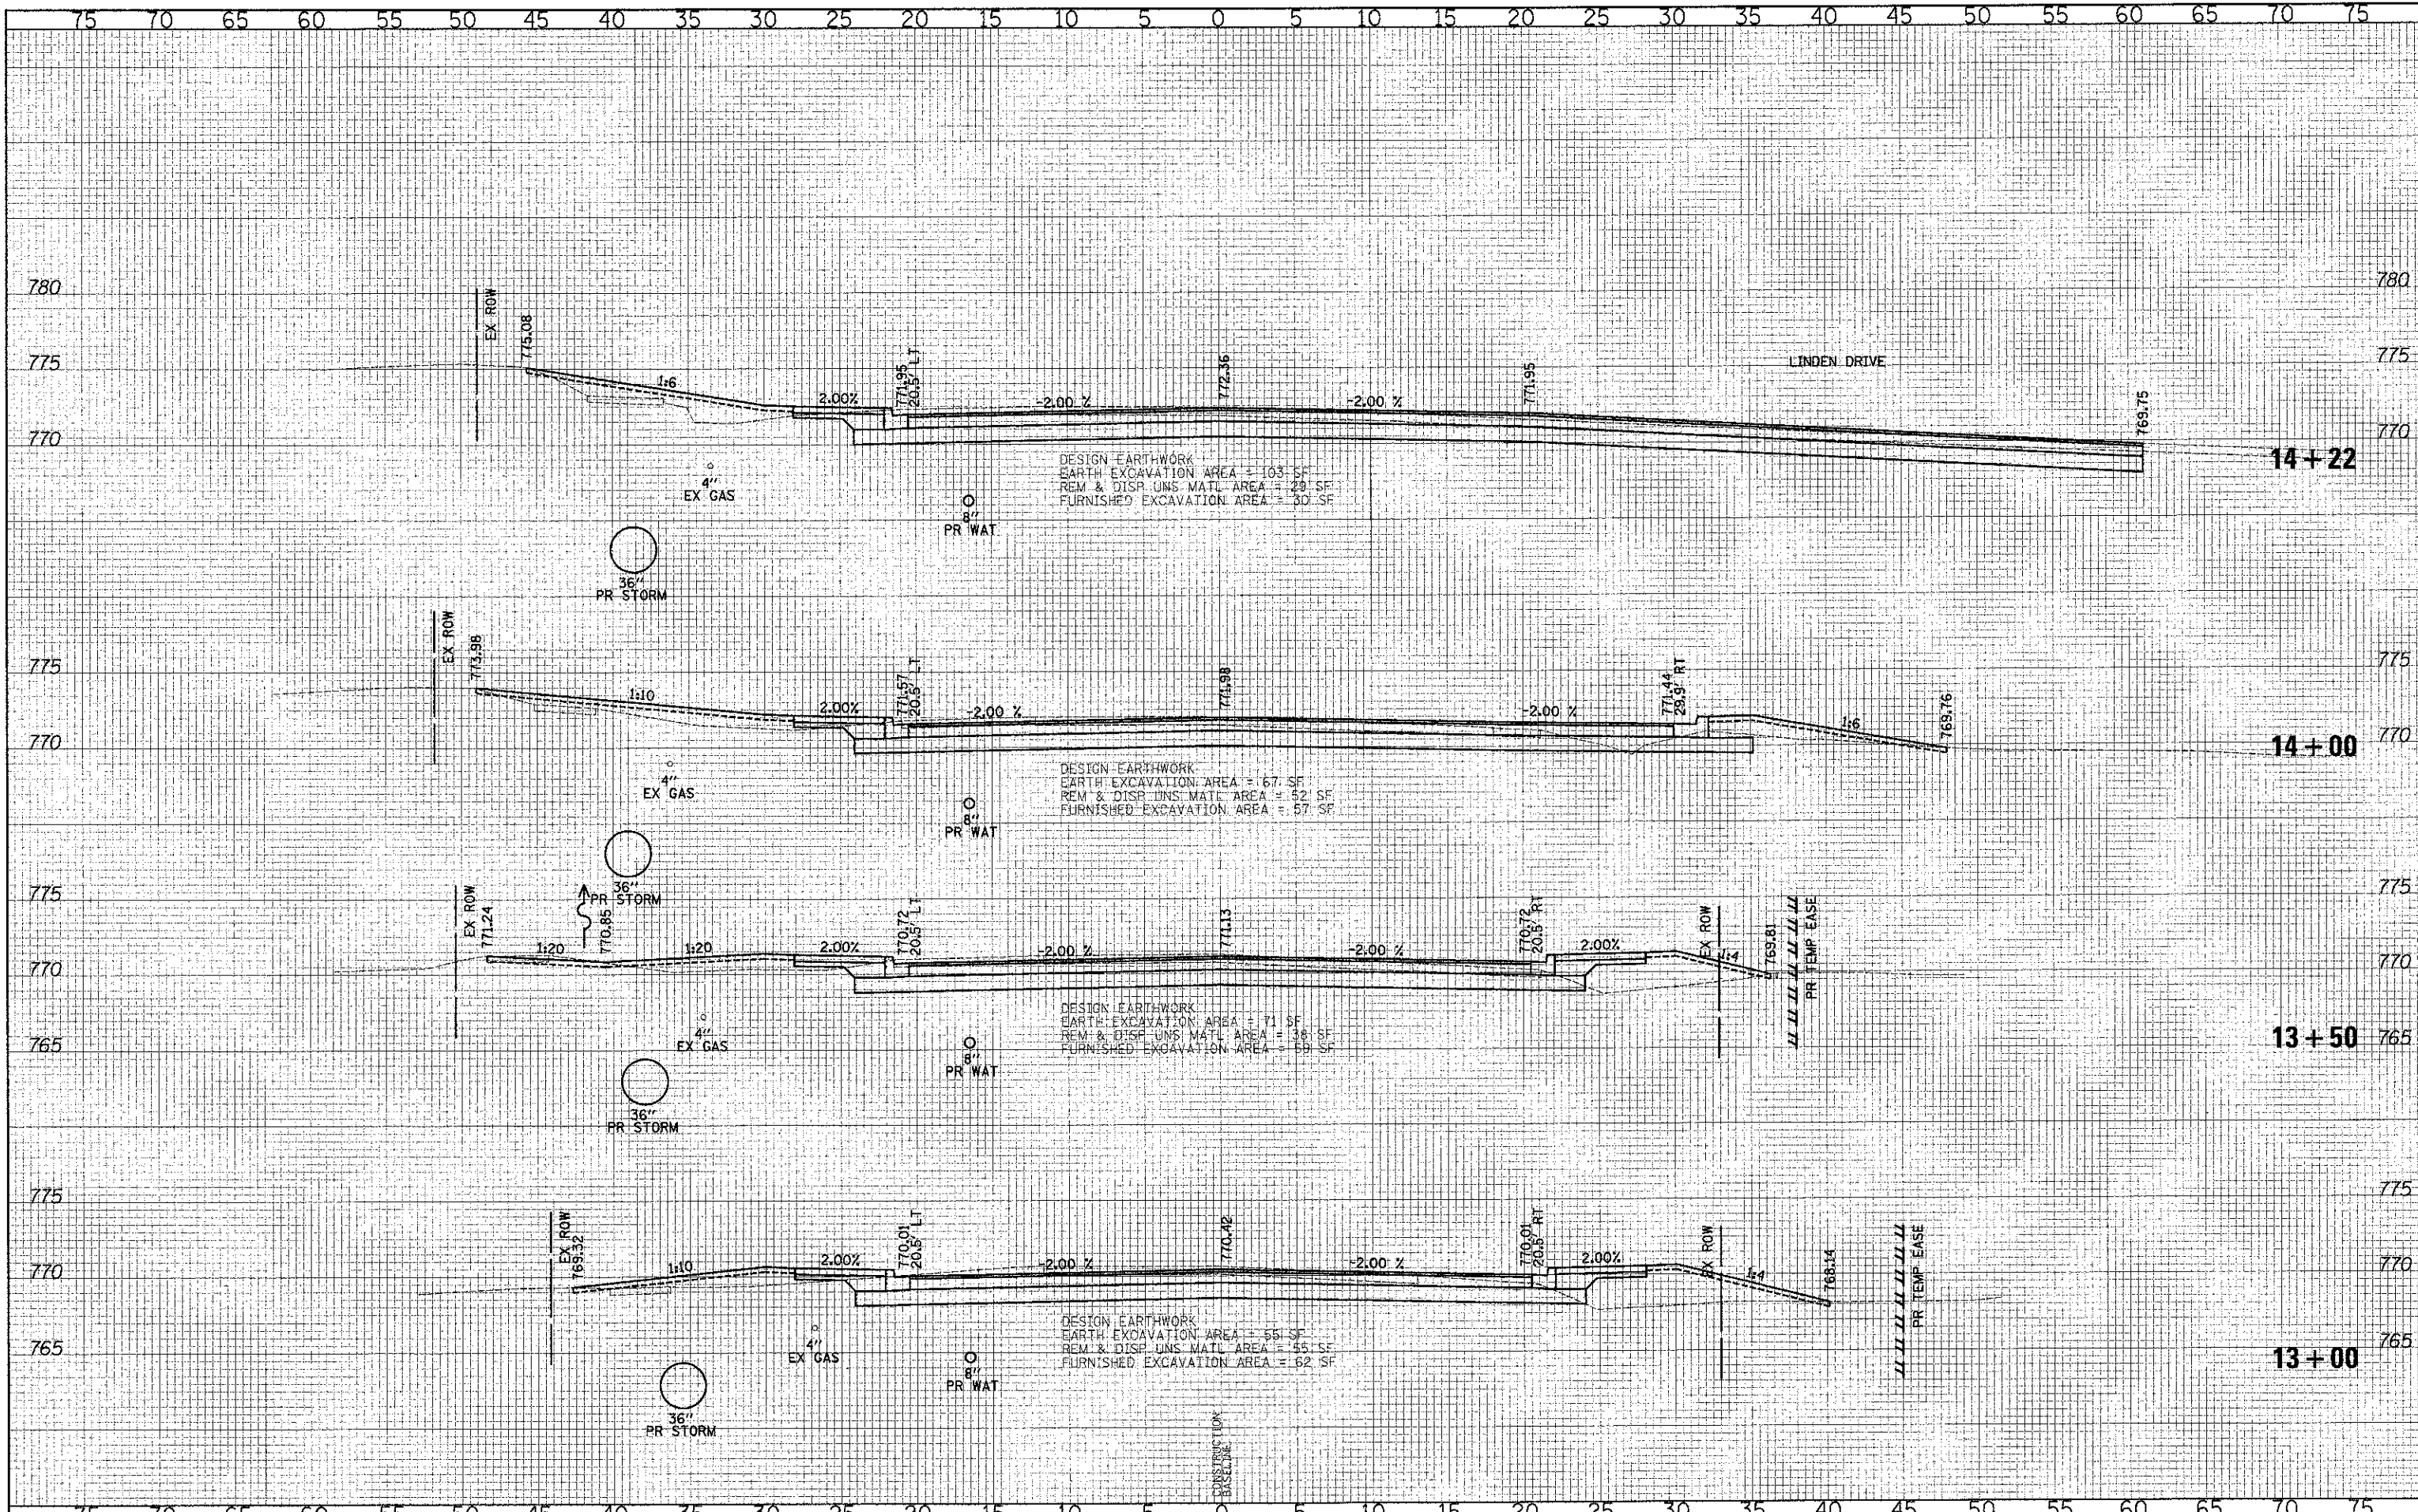 75 70 65 60 55 50 45 40 35 30 25 20 15 10 5 0 5 10 15 20 25 30 35 40 45 50 55 60 65 70 75
780
780
EX ROW
775.08
775
775
LINDEN DRIVE
1:6
2.00%
771.95
20.5' LT
-2.00 %
772.36
-2.00 %
771.95
769.75
770
770
14+22
DESIGN EARTHWORK
EARTH EXCAVATION AREA = 103 SF
REM & DISP UNS MATL AREA = 29 SF
FURNISHED EXCAVATION AREA = 30 SF
4"
EX GAS
8"
PR WAT
36"
PR STORM
EX ROW
773.98
775
775
1:10
2.00%
771.57
20.5' LT
-2.00 %
771.98
-2.00 %
771.44
29.9' RT
1:6
769.76
770
770
14+00
DESIGN EARTHWORK
EARTH EXCAVATION AREA = 67 SF
REM & DISP UNS MATL AREA = 52 SF
FURNISHED EXCAVATION AREA = 57 SF
4"
EX GAS
8"
PR WAT
36"
PR STORM
775
775
EX ROW
771.24
1:20
770.85
1:20
2.00%
770.72
20.5' LT
-2.00 %
771.13
-2.00 %
770.72
20.5' RT
2.00%
EX ROW
1:4
769.81
PR TEMP EASE
770
770
DESIGN EARTHWORK
EARTH EXCAVATION AREA = 71 SF
REM & DISP UNS MATL AREA = 38 SF
FURNISHED EXCAVATION AREA = 59 SF
4"
EX GAS
8"
PR WAT
765
13+50
765
36"
PR STORM
775
775
EX ROW
769.32
1:10
2.00%
770.01
20.5' LT
-2.00 %
770.42
-2.00 %
770.01
20.5' RT
2.00%
EX ROW
1:4
768.14
PR TEMP EASE
770
770
DESIGN EARTHWORK
EARTH EXCAVATION AREA = 55 SF
REM & DISP UNS MATL AREA = 55 SF
FURNISHED EXCAVATION AREA = 62 SF
4"
EX GAS
8"
PR WAT
765
13+00
765
36"
PR STORM
CONSTRUCTION
BASELINE
75 70 65 60 55 50 45 40 35 30 25 20 15 10 5 0 5 10 15 20 25 30 35 40 45 50 55 60 65 70 75